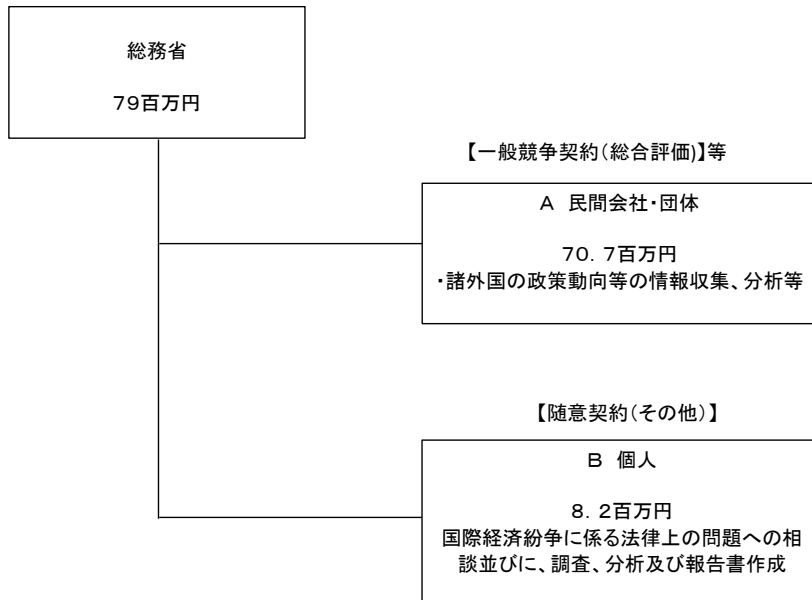 総務省
79百万円
【一般競争契約(総合評価)】等
A 民間会社・団体
70.7百万円
・諸外国の政策動向等の情報収集、分析等
【随意契約(その他)】
B 個人
8.2百万円
国際経済紛争に係る法律上の問題への相
談並びに、調査、分析及び報告書作成